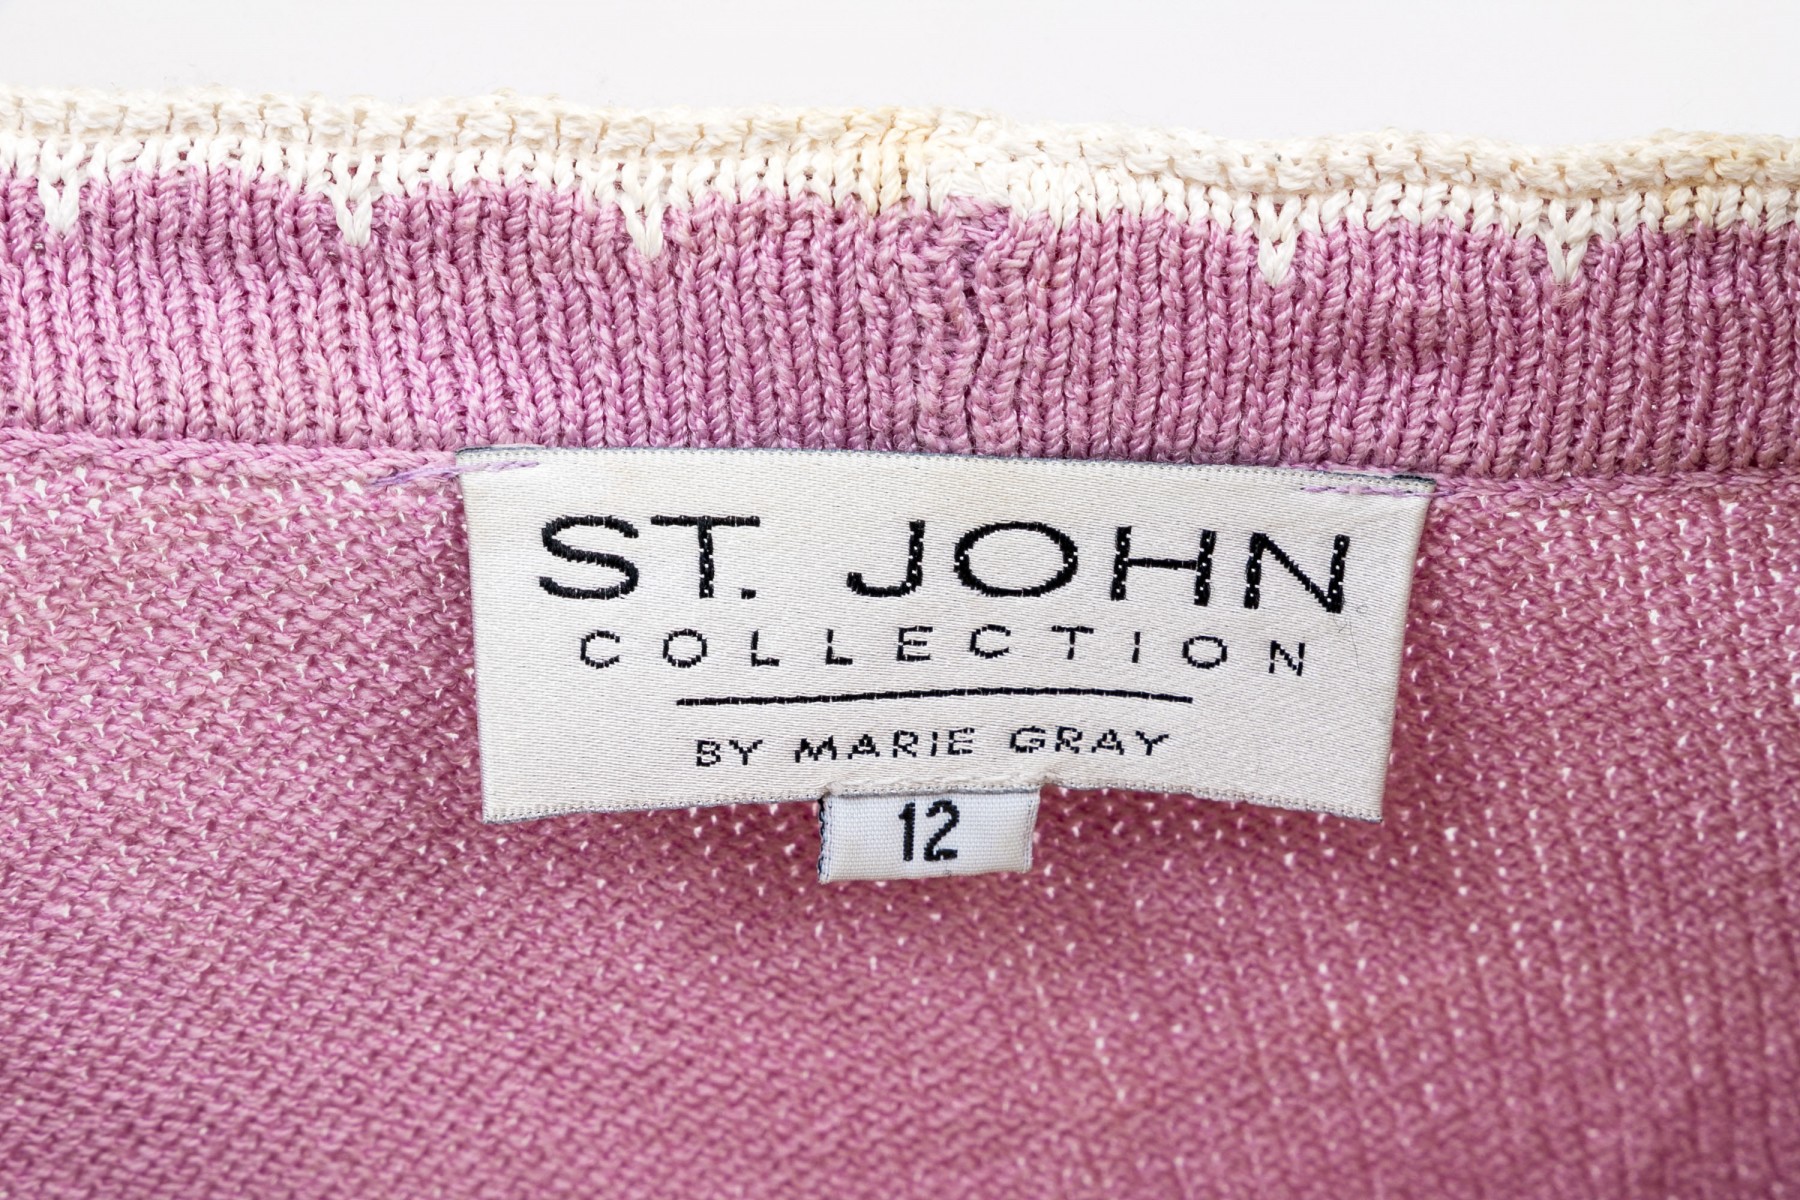 ST. JOHN
COLLECTION
BY MARIE GRAY
12